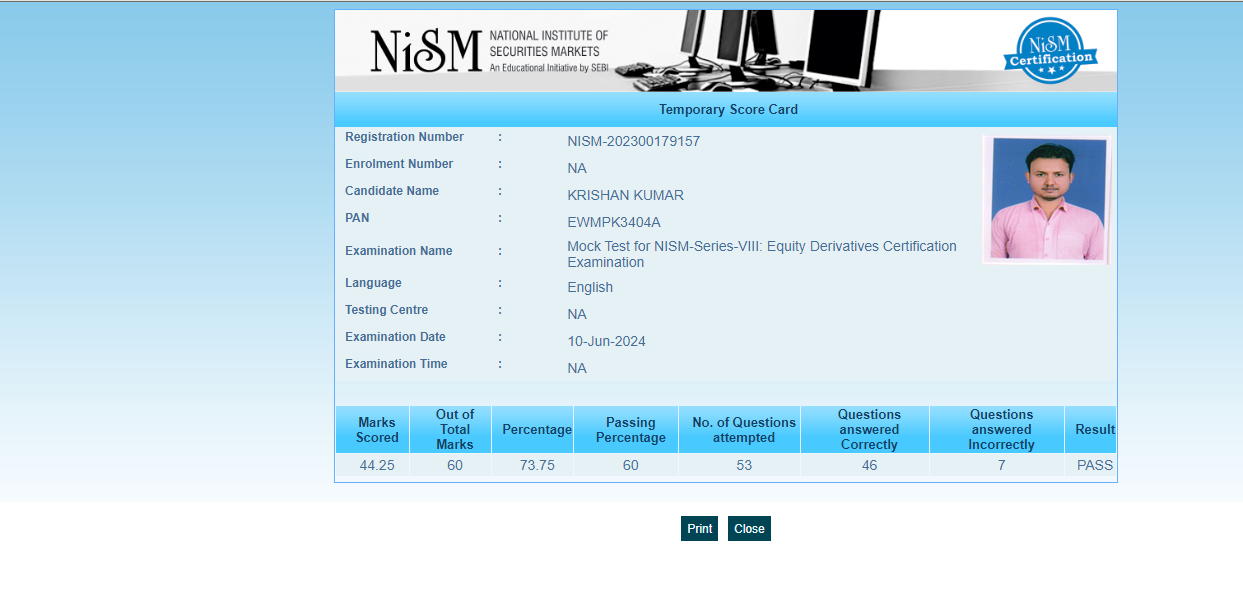 NiSM NATIONAL INSTITUTE OF
SECURITIES MARKETS
An Educational Initiative by SEBI
NiSM
Certification
Temporary Score Card
Registration Number : NISM-202300179157
Enrolment Number : NA
Candidate Name : KRISHAN KUMAR
PAN : EWMPK3404A
Examination Name : Mock Test for NISM-Series-VIII: Equity Derivatives Certification
Examination
Language : English
Testing Centre : NA
Examination Date : 10-Jun-2024
Examination Time : NA
Marks Scored Out of Total Marks Percentage Passing Percentage No. of Questions attempted Questions answered Correctly Questions answered Incorrectly Result
44.25 60 73.75 60 53 46 7 PASS
Print Close